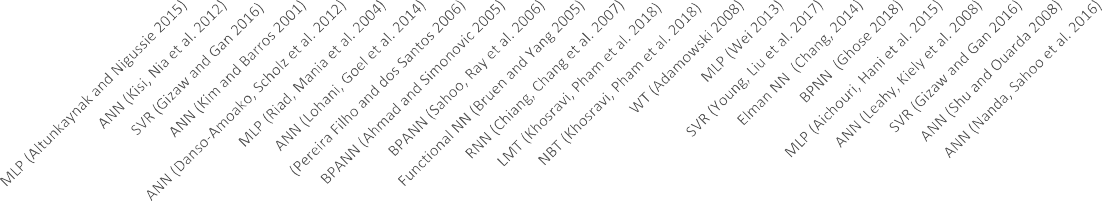 MLP (Altunkaynak and Nigussie 2015)
ANN (Kisi, Nia et al. 2012)
SVR (Gizaw and Gan 2016)
ANN (Kim and Barros 2001)
ANN (Danso-Amoako, Scholz et al. 2012)
MLP (Riad, Mania et al. 2004)
ANN (Lohani, Goel et al. 2014)
(Pereira Filho and dos Santos 2006)
BPANN (Ahmad and Simonovic 2005)
BPANN (Sahoo, Ray et al. 2006)
Functional NN (Bruen and Yang 2005)
RNN (Chiang, Chang et al. 2007)
LMT (Khosravi, Pham et al. 2018)
NBT (Khosravi, Pham et al. 2018)
WT (Adamowski 2008)
MLP (Wei 2013)
SVR (Young, Liu et al. 2017)
Elman NN (Chang, 2014)
BPNN (Ghose 2018)
MLP (Aichouri, Hani et al. 2015)
ANN (Leahy, Kiely et al. 2008)
SVR (Gizaw and Gan 2016)
ANN (Shu and Ouarda 2008)
ANN (Nanda, Sahoo et al. 2016)